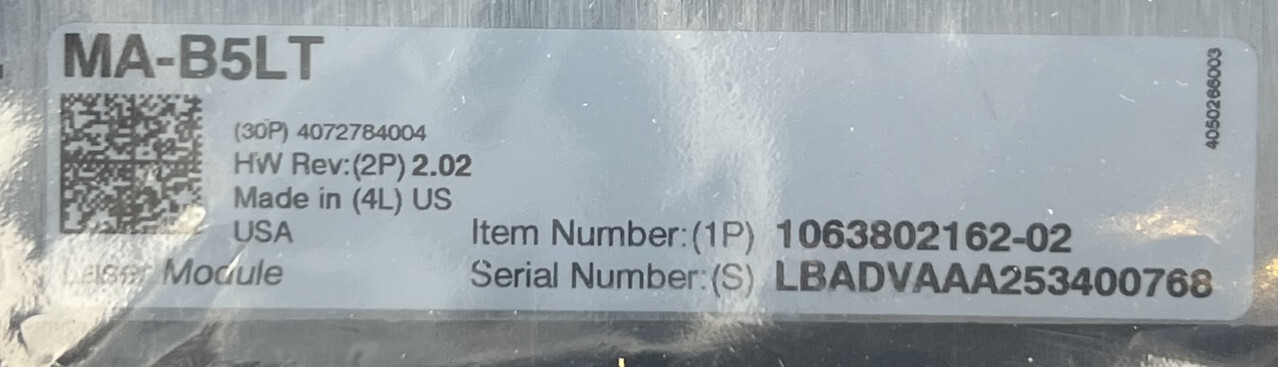 MA-B5LT
(30P) 4072784004
HW Rev:(2P) 2.02
Made in (4L) US
USA
Item Number:(1P) 1063802162-02
Laser Module
Serial Number:(S) LBADVAAA253400768
4050266003